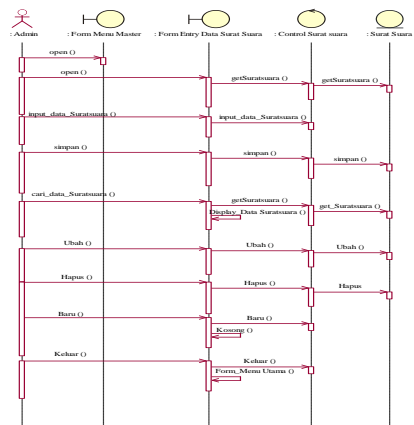 : Admin
: Form Menu Master
: Form Entry Data Surat Suara
: Control Surat suara
: Surat Suara
open ()
open ()
getSuratsuara ()
getSuratsuara ()
input_data_Suratsuara ()
input_data_Suratsuara ()
simpan ()
simpan ()
simpan ()
cari_data_Suratsuara ()
getSuratsuara ()
get_Suratsuara ()
Display_Data Suratsuara ()
Ubah ()
Ubah ()
Ubah ()
Hapus ()
Hapus ()
Hapus
Baru ()
Baru ()
Kosong ()
Keluar ()
Keluar ()
Form_Menu Utama ()